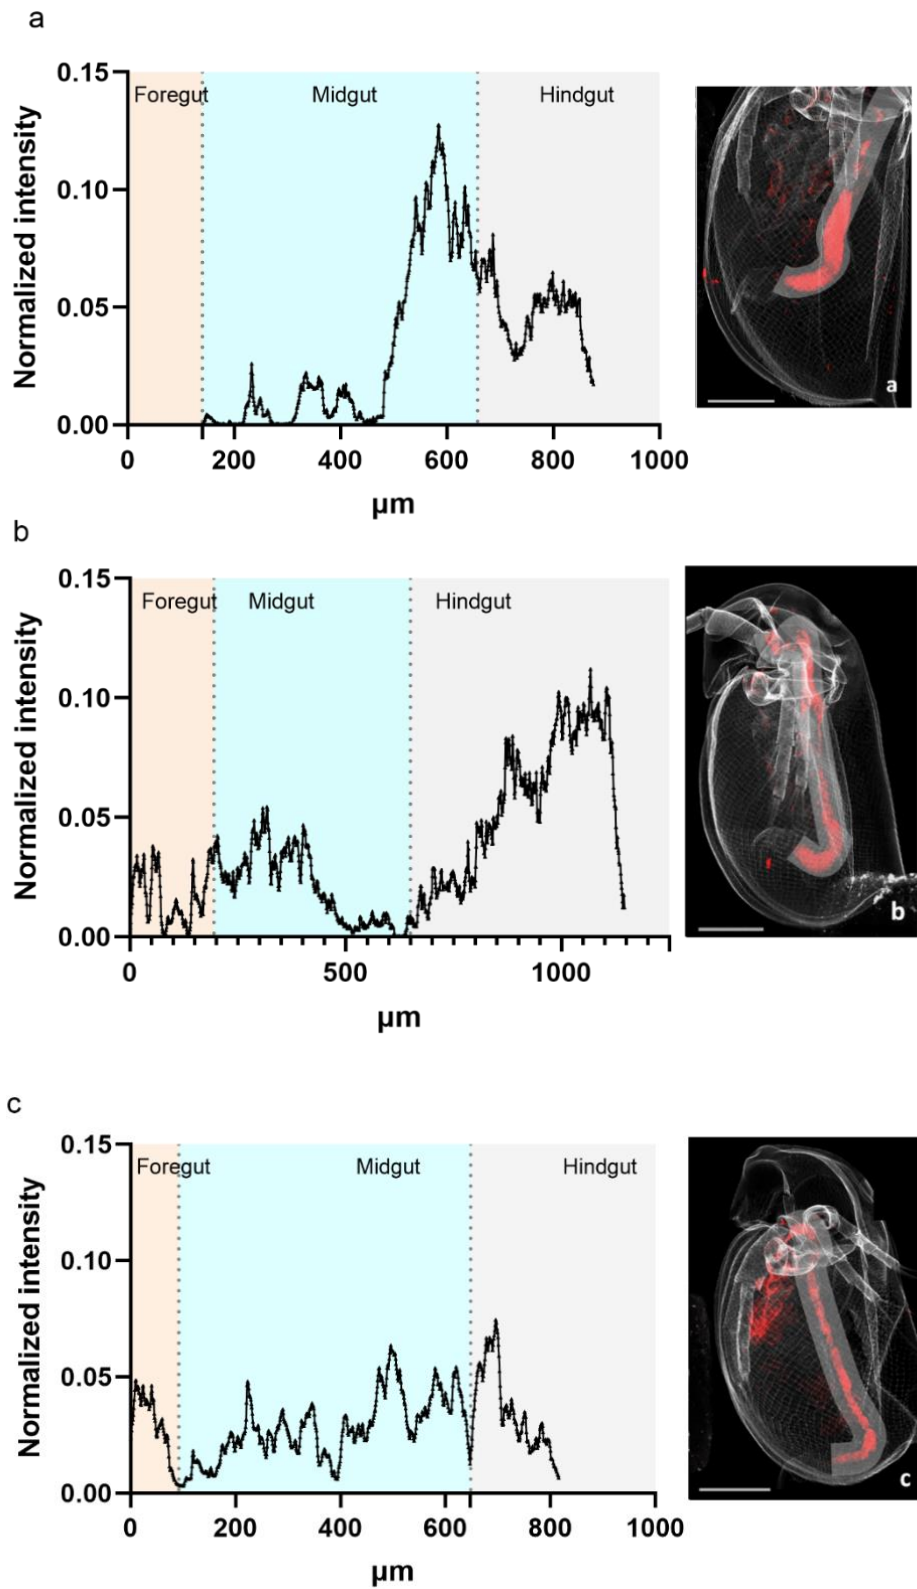 a
Normalized intensity
0.15
0.10
0.05
0.00
Foregut Midgut Hindgut
0 200 400 600 800 1000
µm
a
b
Normalized intensity
0.15
0.10
0.05
0.00
Foregut Midgut Hindgut
0 500 1000
µm
b
c
Normalized intensity
0.15
0.10
0.05
0.00
Foregut Midgut Hindgut
0 200 400 600 800 1000
µm
c